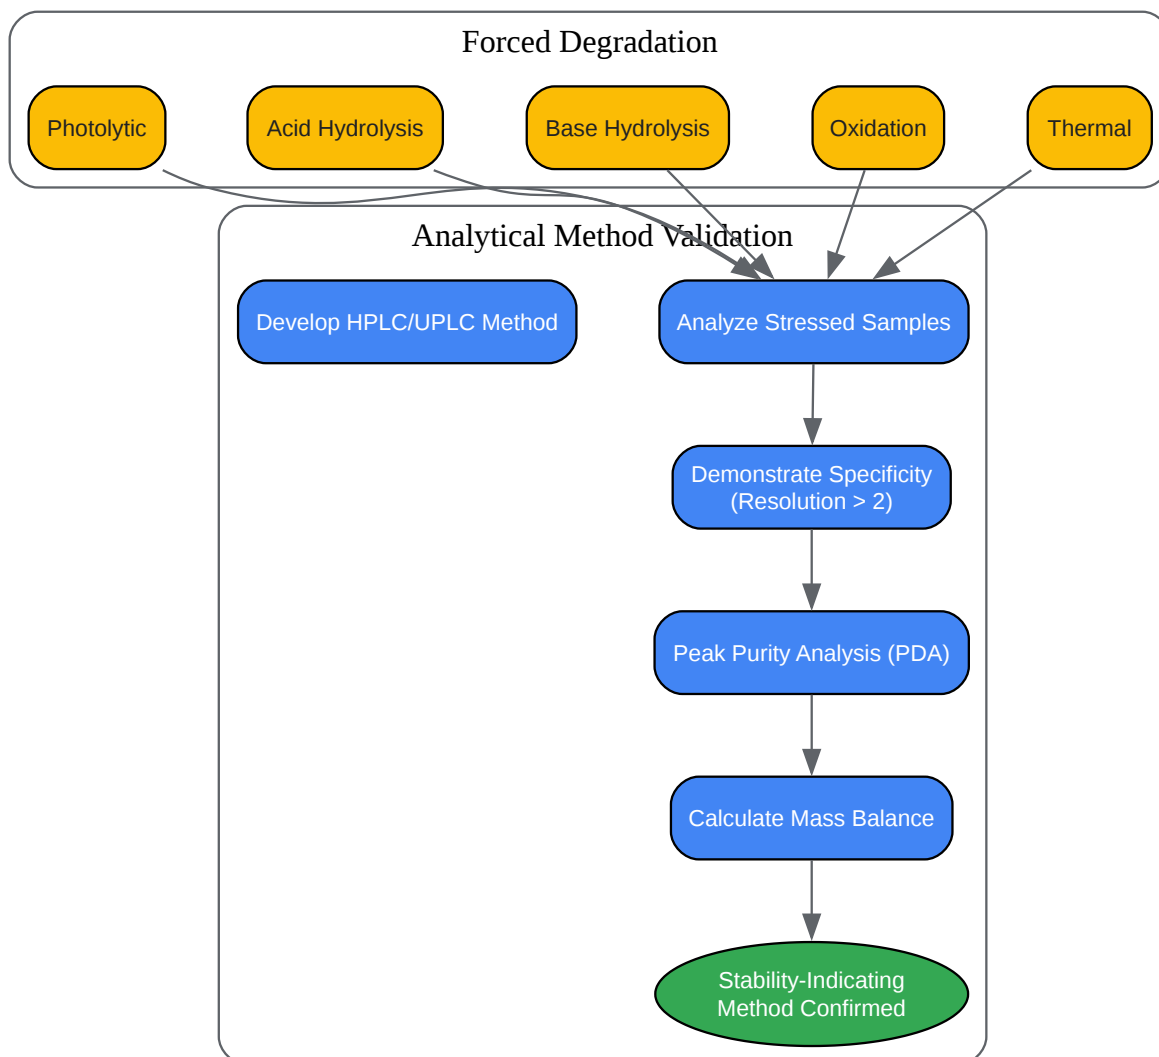 Forced Degradation
Photolytic
Acid Hydrolysis
Base Hydrolysis
Oxidation
Thermal
Analytical Method Validation
Develop HPLC/UPLC Method
Analyze Stressed Samples
Demonstrate Specificity
(Resolution > 2)
Peak Purity Analysis (PDA)
Calculate Mass Balance
Stability-Indicating
Method Confirmed